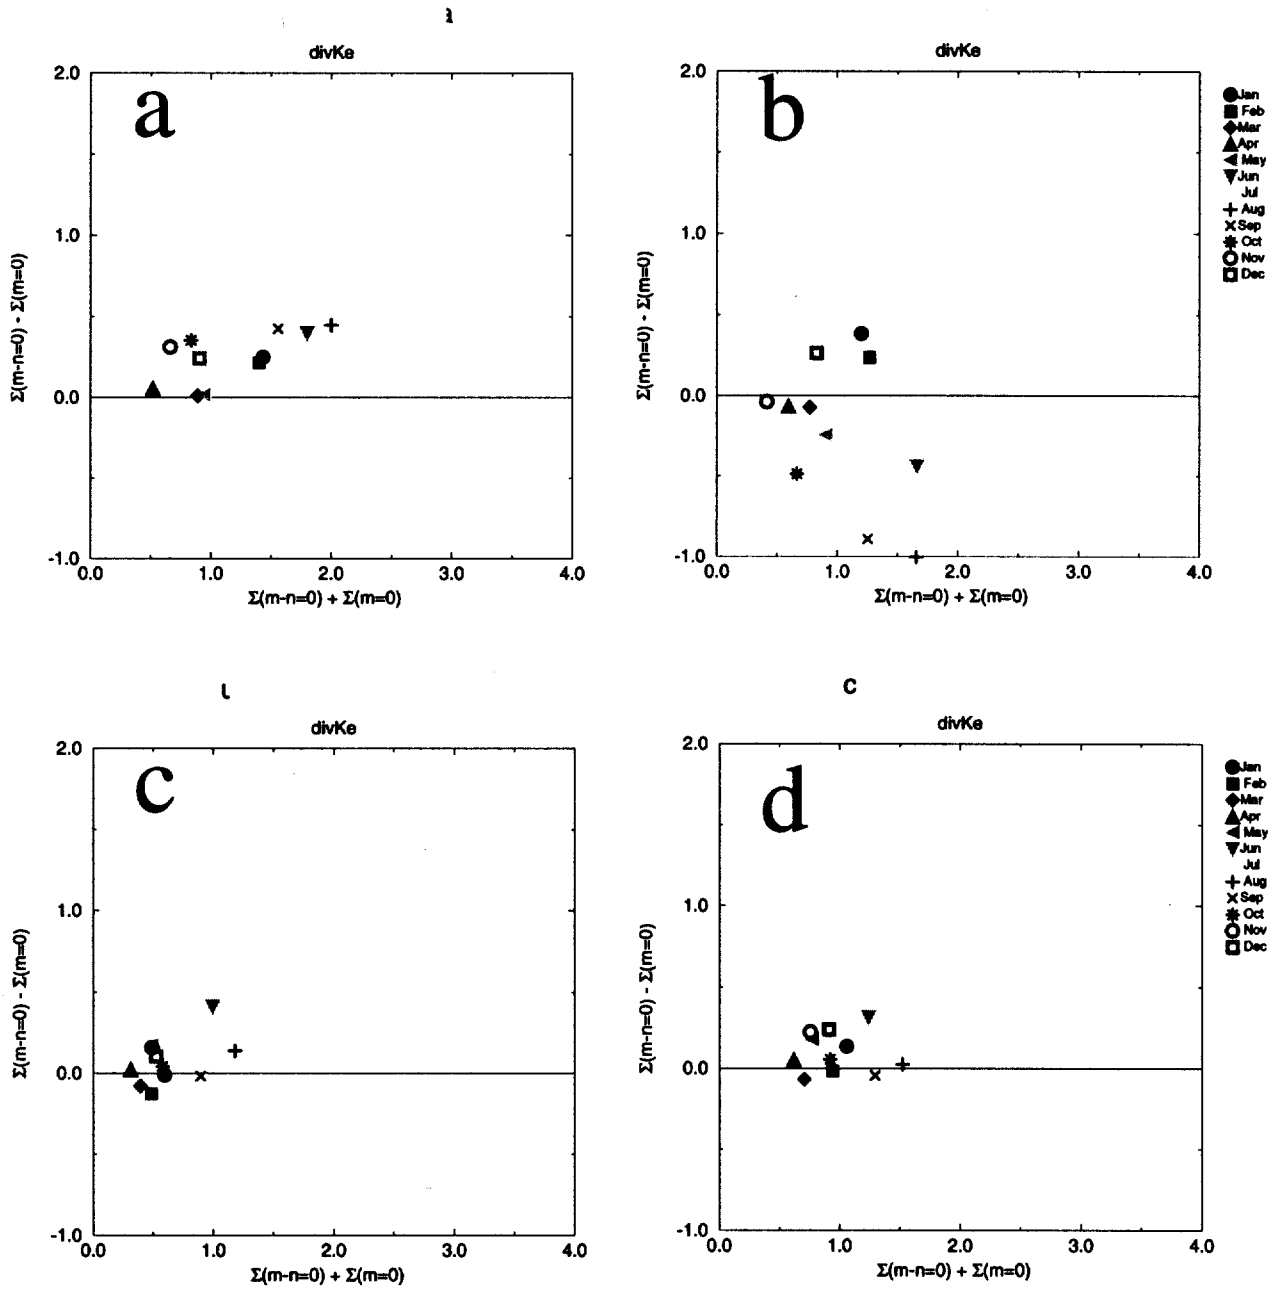 divKe
a
2.0
1.0
0.0
-1.0
0.0 1.0 2.0 3.0 4.0
Σ(m-n=0) - Σ(m=0)
Σ(m-n=0) + Σ(m=0)
divKe
b
2.0
1.0
0.0
-1.0
0.0 1.0 2.0 3.0 4.0
Σ(m-n=0) - Σ(m=0)
Σ(m-n=0) + Σ(m=0)
Jan
Feb
Mar
Apr
May
Jun
Jul
Aug
Sep
Oct
Nov
Dec
divKe
c
2.0
1.0
0.0
-1.0
0.0 1.0 2.0 3.0 4.0
Σ(m-n=0) - Σ(m=0)
Σ(m-n=0) + Σ(m=0)
c
divKe
d
2.0
1.0
0.0
-1.0
0.0 1.0 2.0 3.0 4.0
Σ(m-n=0) - Σ(m=0)
Σ(m-n=0) + Σ(m=0)
Jan
Feb
Mar
Apr
May
Jun
Jul
Aug
Sep
Oct
Nov
Dec